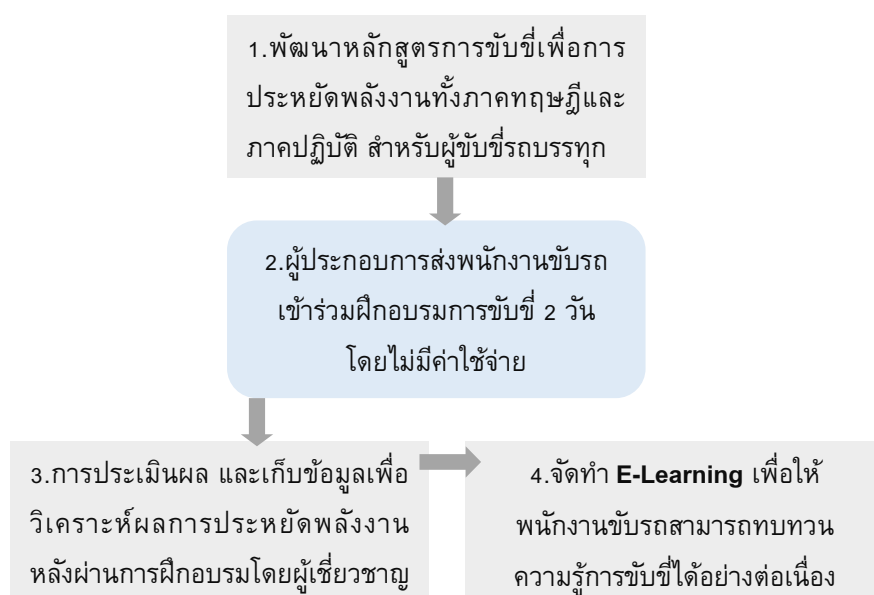 1.พัฒนาหลักสูตรการขับขี่เพื่อการ
ประหยัดพลังงานทั้งภาคทฤษฎีและ
ภาคปฏิบัติ สำหรับผู้ขับขี่รถบรรทุก
2.ผู้ประกอบการส่งพนักงานขับรถ
เข้าร่วมฝึกอบรมการขับขี่ 2 วัน
โดยไม่มีค่าใช้จ่าย
3.การประเมินผล และเก็บข้อมูลเพื่อ
วิเคราะห์ผลการประหยัดพลังงาน
หลังผ่านการฝึกอบรมโดยผู้เชี่ยวชาญ
4.จัดทำ E-Learning เพื่อให้
พนักงานขับรถสามารถทบทวน
ความรู้การขับขี่ได้อย่างต่อเนื่อง